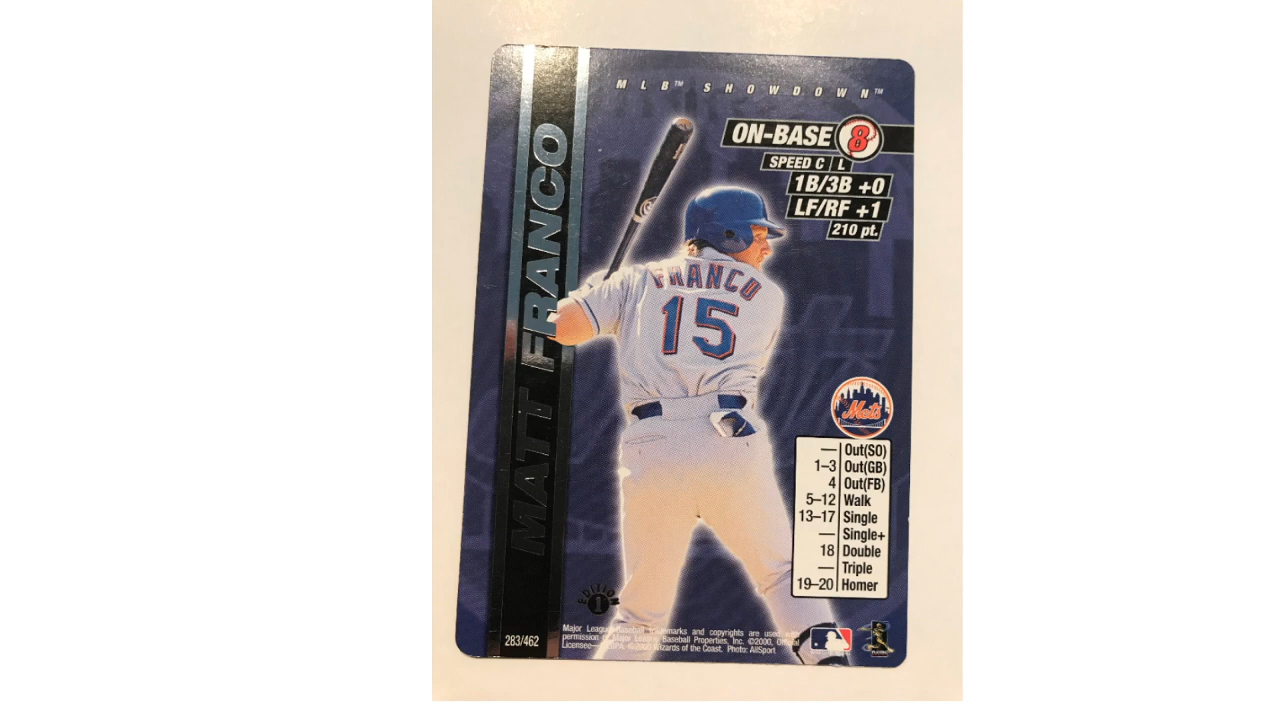 MLB™ SHOWDOWN™
MATT FRANCO
ON-BASE 8
SPEED C L
1B/3B +0
LF/RF +1
210 pt.
FRANCO
15
Mets
— Out(SO)
1–3 Out(GB)
4 Out(FB)
5–12 Walk
13–17 Single
— Single+
18 Double
— Triple
19–20 Homer
EDITION
1
283/462
Major League Baseball trademarks and copyrights are used with
permission of Major League Baseball Properties, Inc. ©2000, Official
Licensee— ©2000 Wizards of the Coast. Photo: AllSport